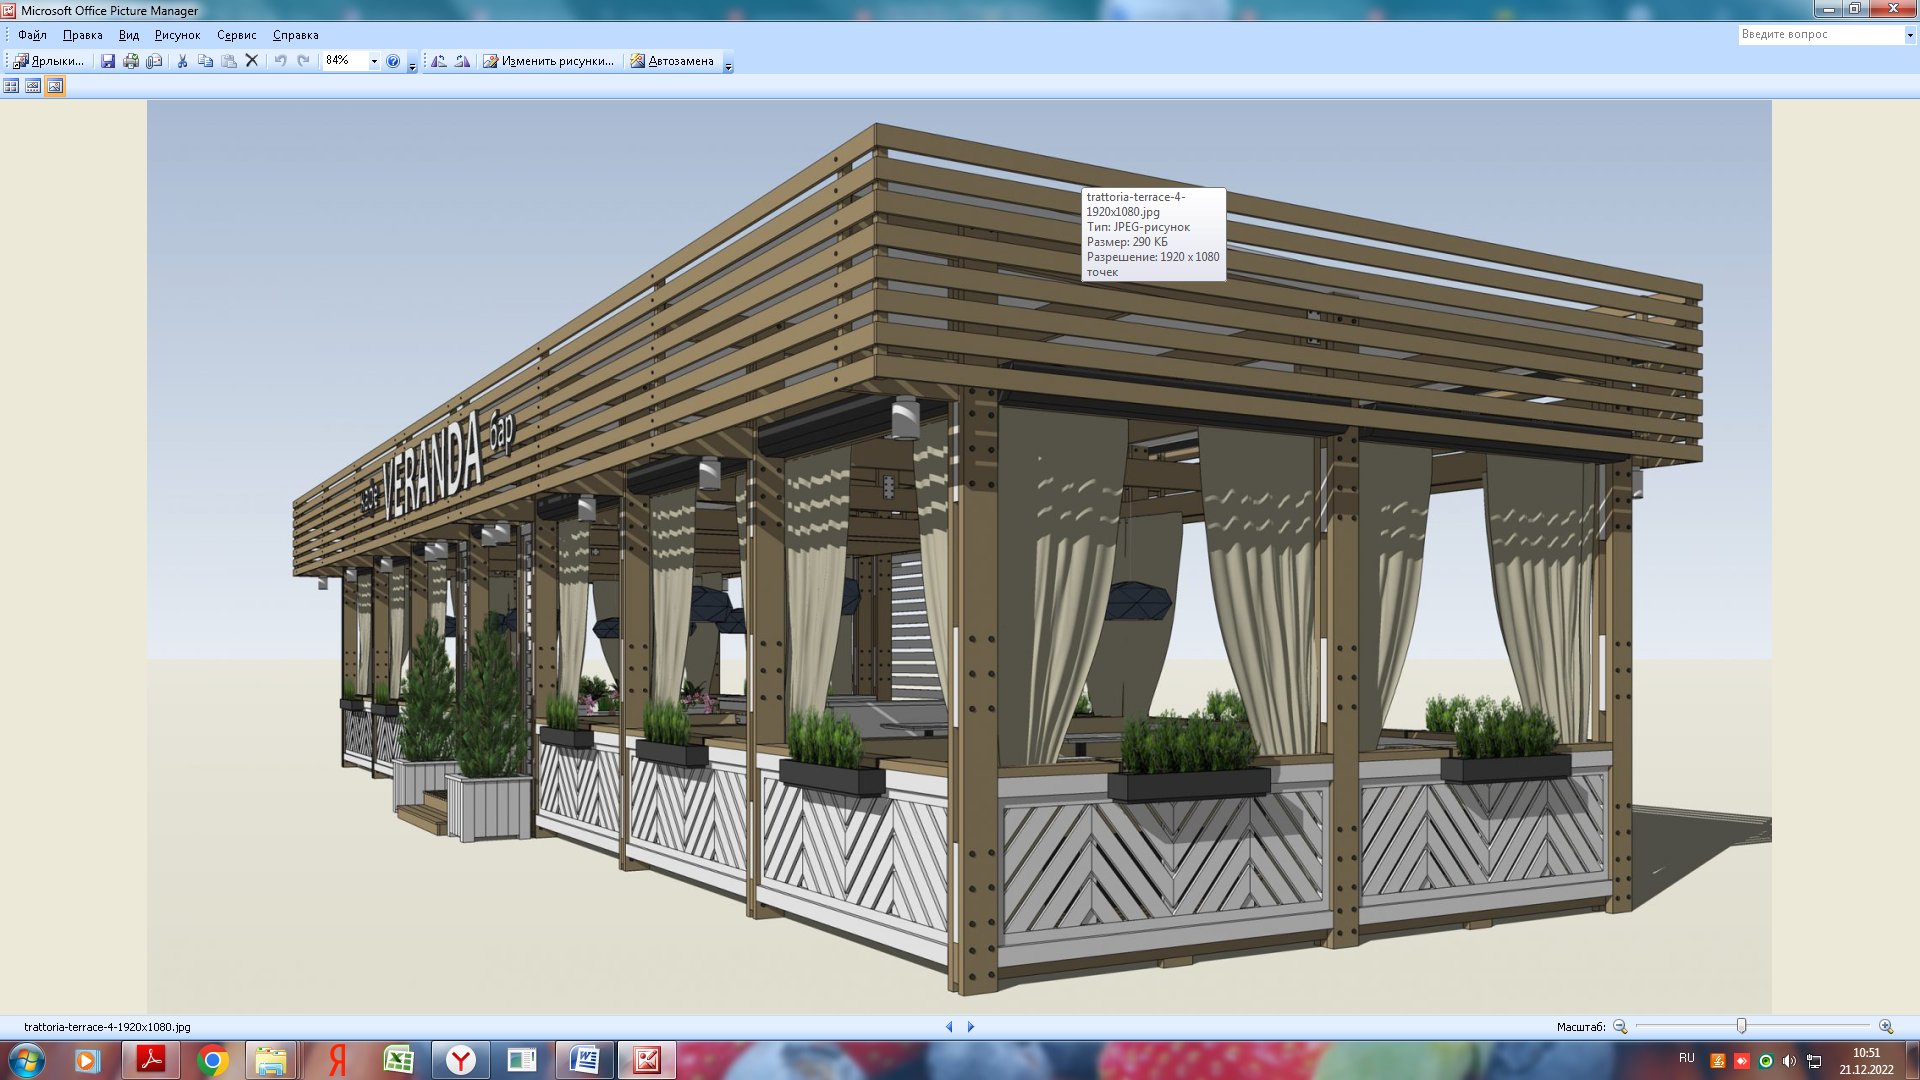 Microsoft Office Picture Manager
Файл Правка Вид Рисунок Сервис Справка
Введите вопрос
Ярлыки...
84%
Изменить рисунки...
Автозамена
trattoria-terrace-4-
1920x1080.jpg
Тип: JPEG-рисунок
Размер: 290 КБ
Разрешение: 1920 x 1080
точек
кафе VERANDA бар
trattoria-terrace-4-1920x1080.jpg
Масштаб:
RU
10:51
21.12.2022